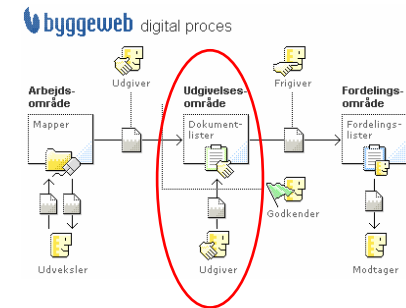 byggeweb digital proces
Udgiver
Frigiver
Arbejds-
område
Udgivelses-
område
Fordelings-
område
Mapper
Dokument-
lister
Fordelings-
lister
Godkender
Udveksler
Udgiver
Modtager